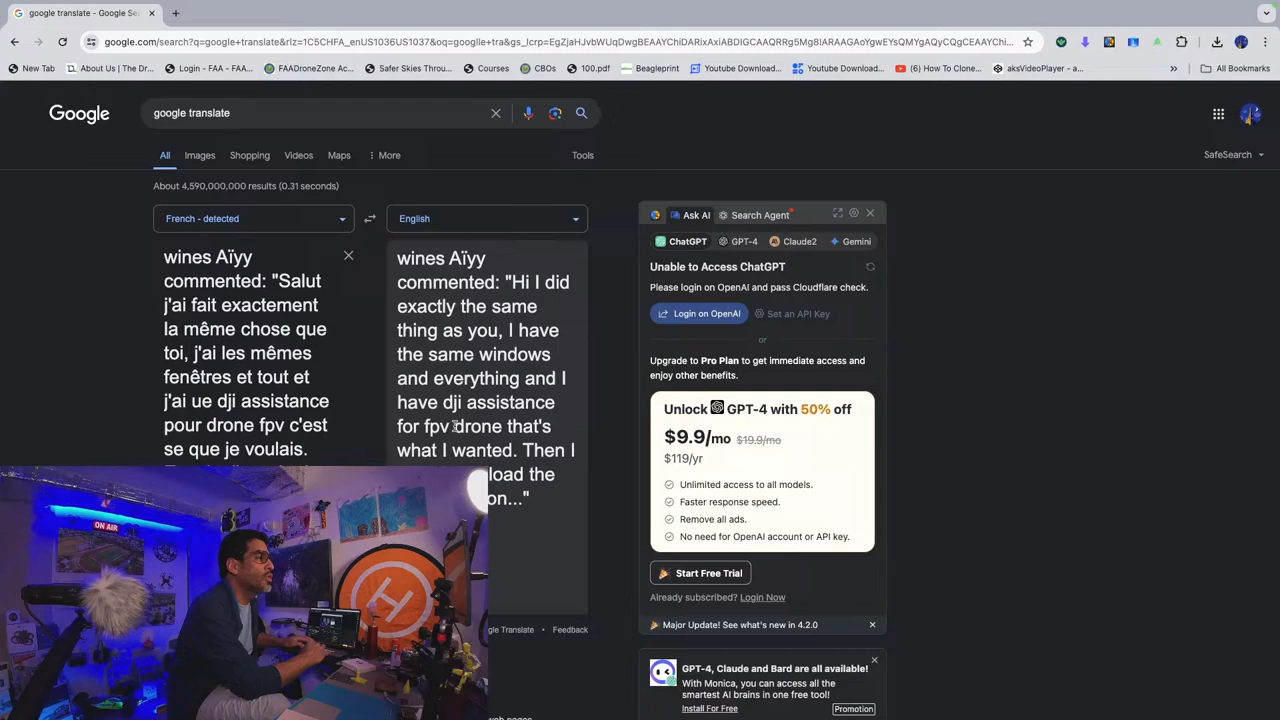 google translate - Google Sea
google.com/search?q=google+translate&rlz=1C5CHFA_enUS1036US1037&oq=googlle+tra&gs_lcrp=
New Tab
About Us | The Dr...
Login - FAA - FAA...
FAADroneZone Ac...
Safer Skies Throu...
Courses
CBOs
100.pdf
Beagleprint
Youtube Download...
Youtube Download...
(6) How To Clone...
aksVideoPlayer - a...
»
All Bookmarks
Google
google translate
All
Images
Shopping
Videos
Maps
More
Tools
SafeSearch
About 4,590,000,000 results (0.31 seconds)
French - detected
English
wines Aïyy
commented: "Salut
j'ai fait exactement
la même chose que
toi, j'ai les mêmes
fenêtres et tout et
j'ai ue dji assistance
pour drone fpv c'est
se que je voulais.
wines Aïyy
commented: "Hi I did
exactly the same
thing as you, I have
the same windows
and everything and I
have dji assistance
for fpv drone that's
what I wanted. Then I
load the
on..."
gle Translate • Feedback
Ask AI
Search Agent
ChatGPT
GPT-4
Claude2
Gemini
Unable to Access ChatGPT
Please login on OpenAI and pass Cloudflare check.
Login on OpenAI
Set an API Key
or
Upgrade to Pro Plan to get immediate access and
enjoy other benefits.
Unlock GPT-4 with 50% off
$9.9/mo $19.9/mo
$119/yr
Unlimited access to all models.
Faster response speed.
Remove all ads.
No need for OpenAI account or API key.
Start Free Trial
Already subscribed? Login Now
Major Update! See what's new in 4.2.0
GPT-4, Claude and Bard are all available!
With Monica, you can access all the
smartest AI brains in one free tool!
Install For Free
Promotion
ON AIR
H
web pages